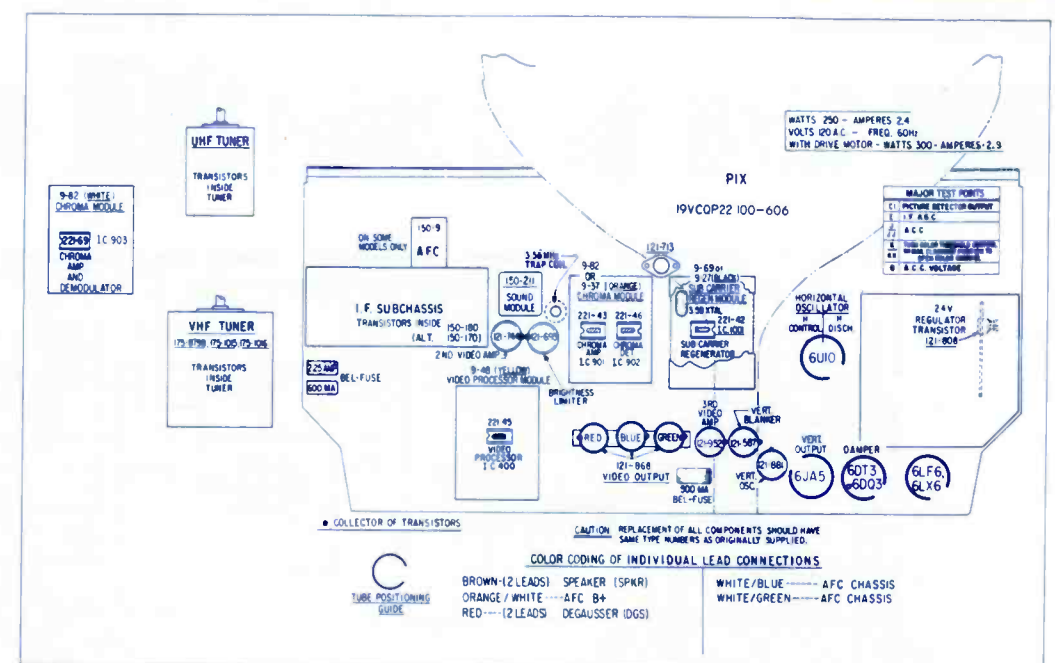 UHF TUNER
TRANSISTORS
INSIDE
TUNER
9-82 (WHITE)
CHROMA MODULE
221-69 IC 903
CHROMA
AMP
AND
DEMODULATOR
VHF TUNER
TRANSISTORS
INSIDE
TUNER
WATTS 250 - AMPERES 2.4
VOLTS 120 A.C. - FREQ. 60Hz
WITH DRIVE MOTOR - WATTS 300 - AMPERES - 2.9
PIX
19VCQP22 100-606
MAJOR TEST POINTS
C1 PICTURE DETECTOR OUTPUT
A.C.C
A.C.C. VOLTAGE
ON SOME
MODELS ONLY
150-9
AFC
3.58 MHz
TRAP COIL
I.F. SUBCHASSIS
TRANSISTORS INSIDE 150-180
(ALT. 150-170)
150-211
SOUND
MODULE
2ND VIDEO AMP.
BRIGHTNESS
LIMITER
9-82
OR
9-37 (ORANGE)
CHROMA MODULE
221-43 221-46
CHROMA
AMP
I.C 901
CHROMA
DET
I.C. 902
121-713
9-69 or
9-27(BLACK)
SUB CARRIER
REGEN MODULE
3.58 XTAL
221-42
I.C. 1001
SUB CARRIER
REGENERATOR
HORIZONTAL
OSCILLATOR
H CONTROL
H DISCH.
6U10
24V
REGULATOR
TRANSISTOR
121-808
2.25 AMP
600 MA
BEL-FUSE
9-48 (YELLOW)
VIDEO PROCESSOR MODULE
221-45
VIDEO
PROCESSOR
I C 400
RED BLUE GREEN
121-868
VIDEO OUTPUT
3RD
VIDEO
AMP
121-952
VERT.
BLANKER
121-587
900 MA
BEL-FUSE
121-881
VERT.
OSC.
VERT
OUTPUT
6JA5
DAMPER
6DT3
6DQ3
6LF6,
6LX6
● COLLECTOR OF TRANSISTORS
CAUTION REPLACEMENT OF ALL COMPONENTS SHOULD HAVE
SAME TYPE NUMBERS AS ORIGINALLY SUPPLIED.
TUBE POSITIONING
GUIDE
COLOR CODING OF INDIVIDUAL LEAD CONNECTIONS
BROWN-(2 LEADS) SPEAKER (SPKR)
ORANGE / WHITE ---- AFC B+
RED----(2 LEADS) DEGAUSSER (DGS)
WHITE/BLUE ------ AFC CHASSIS
WHITE/GREEN ----- AFC CHASSIS